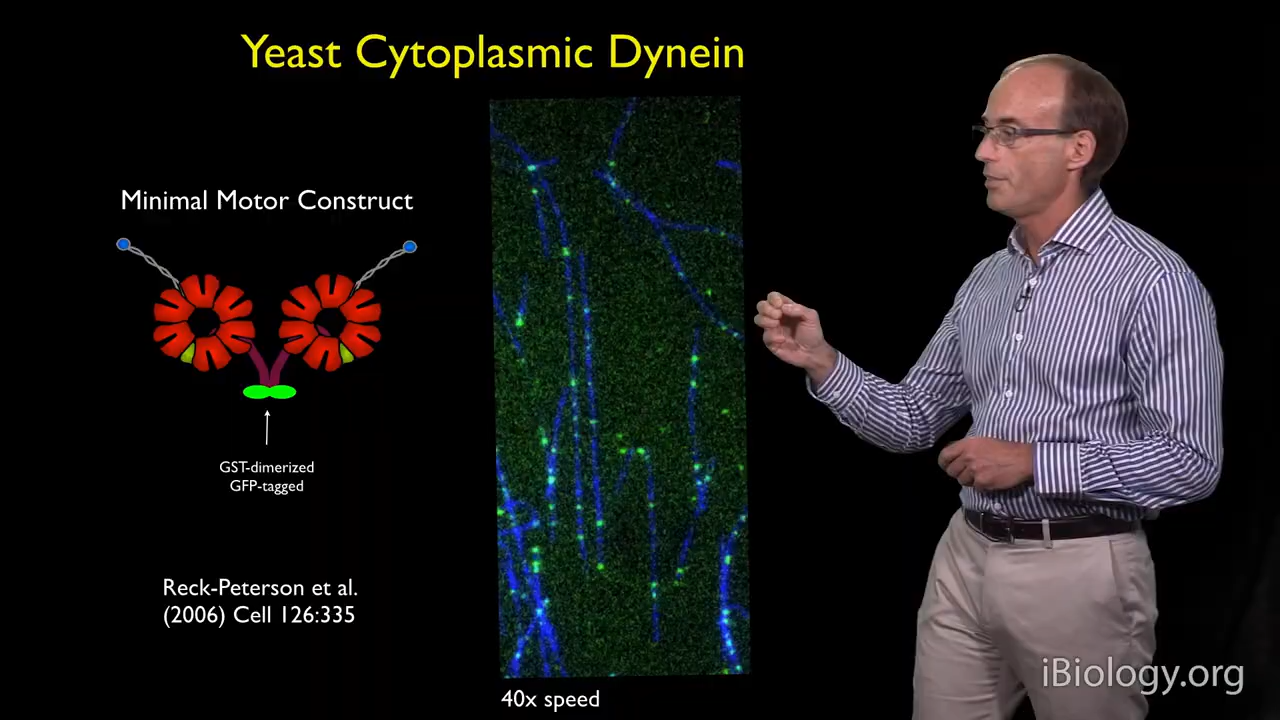 Yeast Cytoplasmic Dynein
Minimal Motor Construct
GST-dimerized
GFP-tagged
Reck-Peterson et al.
(2006) Cell 126:335
40x speed
iBiology.org